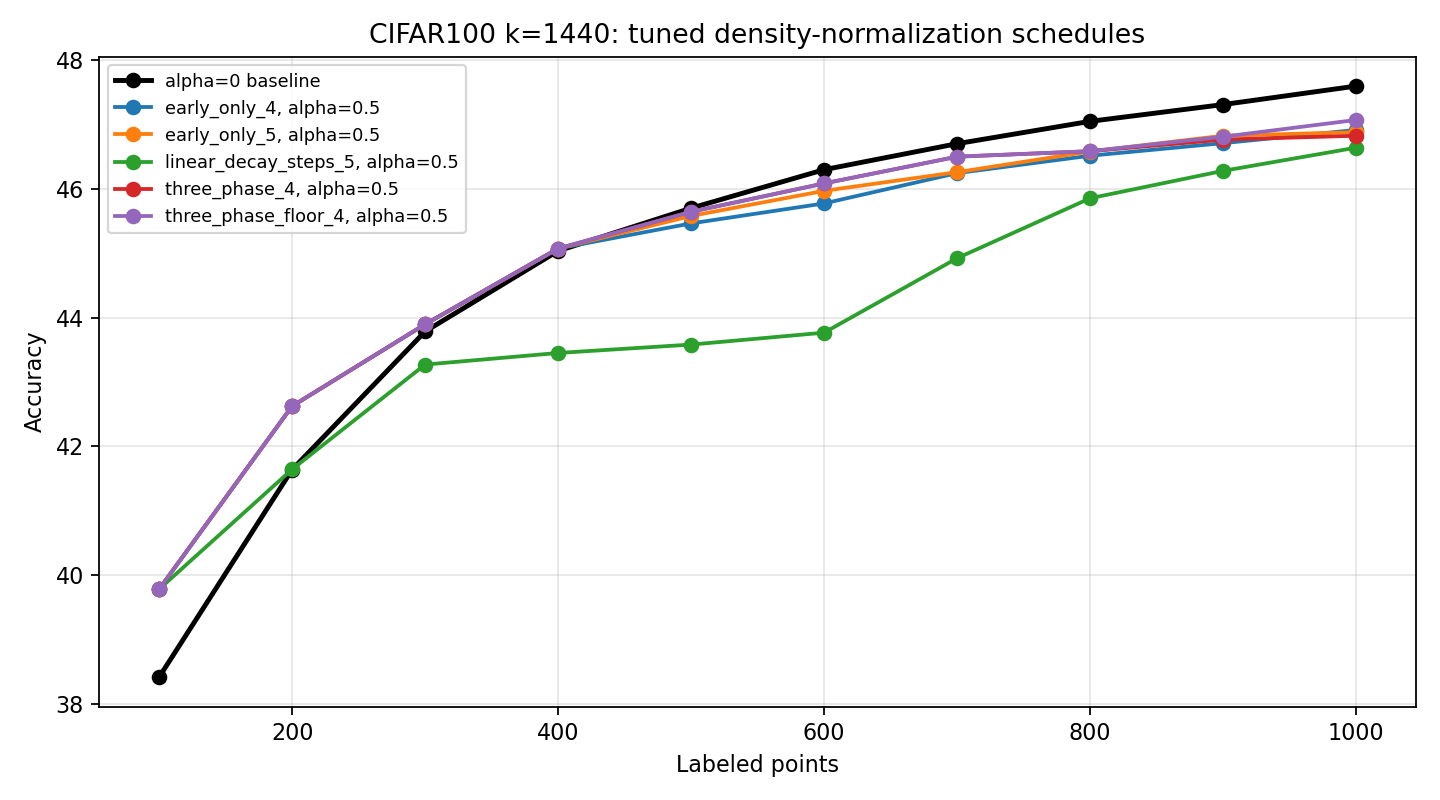 CIFAR100 k=1440: tuned density-normalization schedules
48
46
44
42
40
38
Accuracy
alpha=0 baseline
early_only_4, alpha=0.5
early_only_5, alpha=0.5
linear_decay_steps_5, alpha=0.5
three_phase_4, alpha=0.5
three_phase_floor_4, alpha=0.5
200 400 600 800 1000
Labeled points